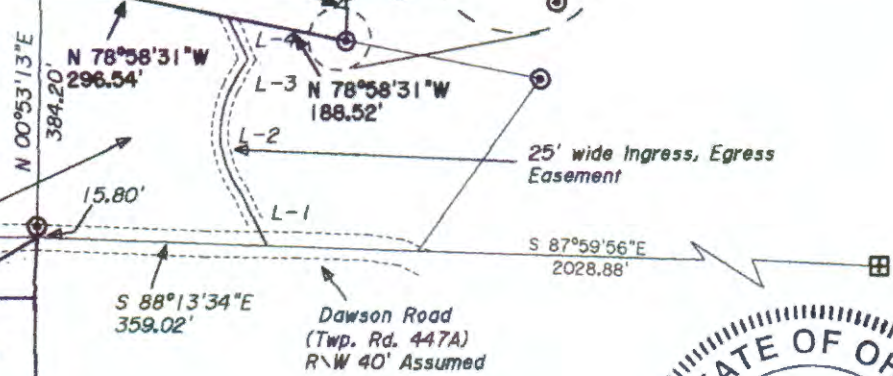 N 00°53'13"E
384.20'
N 78°58'31"W
296.54'
L-4
L-3
N 78°58'31"W
188.52'
L-2
25' wide Ingress, Egress
Easement
15.80'
L-1
S 87°59'56"E
2028.88'
S 88°13'34"E
359.02'
Dawson Road
(Twp. Rd. 447A)
R\W 40' Assumed
ATE OF O